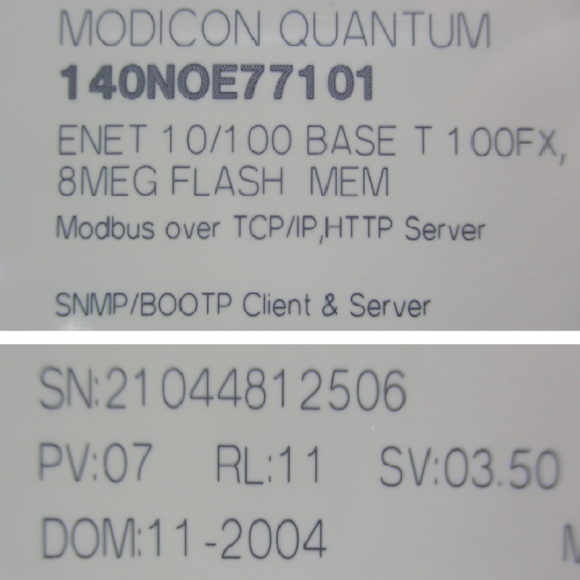 MODICON QUANTUM
140NOE77101
ENET 10/100 BASE T 100FX,
8MEG FLASH MEM
Modbus over TCP/IP,HTTP Server
SNMP/BOOTP Client & Server
SN:21044812506
PV:07 RL:11 SV:03.50
DOM:11-2004